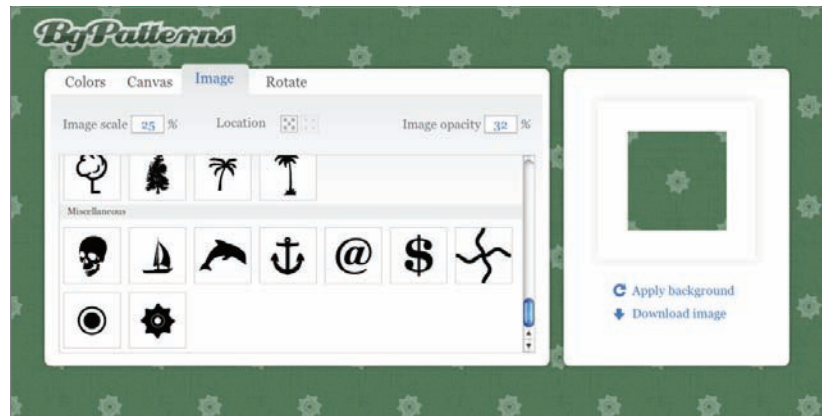 BgPatterns
Colors Canvas Image Rotate
Image scale 25 % Location Image opacity 32 %
Miscellaneous
@ $
Apply background
Download image